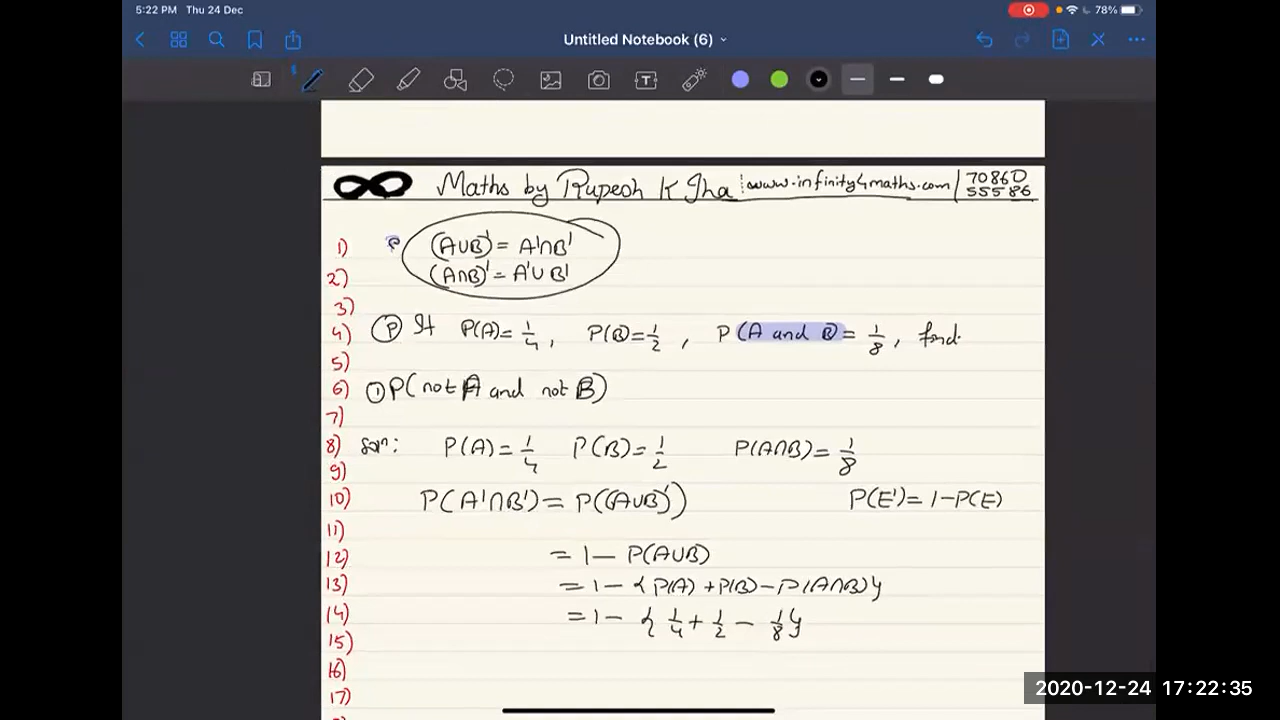 5:22 PM Thu 24 Dec 78%
Untitled Notebook (6)
Maths by Rupesh K Jha www.infinity4maths.com/ 70860 55586
1) P (A∪B)' = A'∩B'
2) (A∩B)' = A'∪B'
3)
4) P If P(A)=1/4, P(B)=1/2, P(A and B)=1/8, find.
5)
6) 1 P(not A and not B)
7)
8) Soln: P(A)=1/4 P(B)=1/2 P(A∩B)=1/8
9)
10) P(A'∩B') = P((A∪B)') P(E')=1-P(E)
11)
12) = 1 - P(A∪B)
13) = 1 - {P(A)+P(B)-P(A∩B)}
14) = 1 - {1/4 + 1/2 - 1/8}
15)
16)
17)
2020-12-24 17:22:35